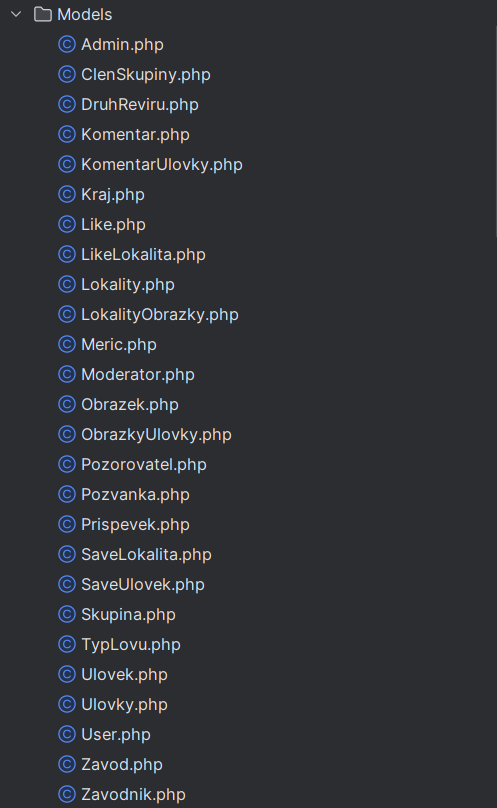 Models
Admin.php
ClenSkupiny.php
DruhReviru.php
Komentar.php
KomentarUlovky.php
Kraj.php
Like.php
LikeLokalita.php
Lokality.php
LokalityObrazky.php
Meric.php
Moderator.php
Obrazek.php
ObrazkyUlovky.php
Pozorovatel.php
Pozvanka.php
Prispevek.php
SaveLokalita.php
SaveUlovek.php
Skupina.php
TypLovu.php
Ulovek.php
Ulovky.php
User.php
Zavod.php
Zavodnik.php